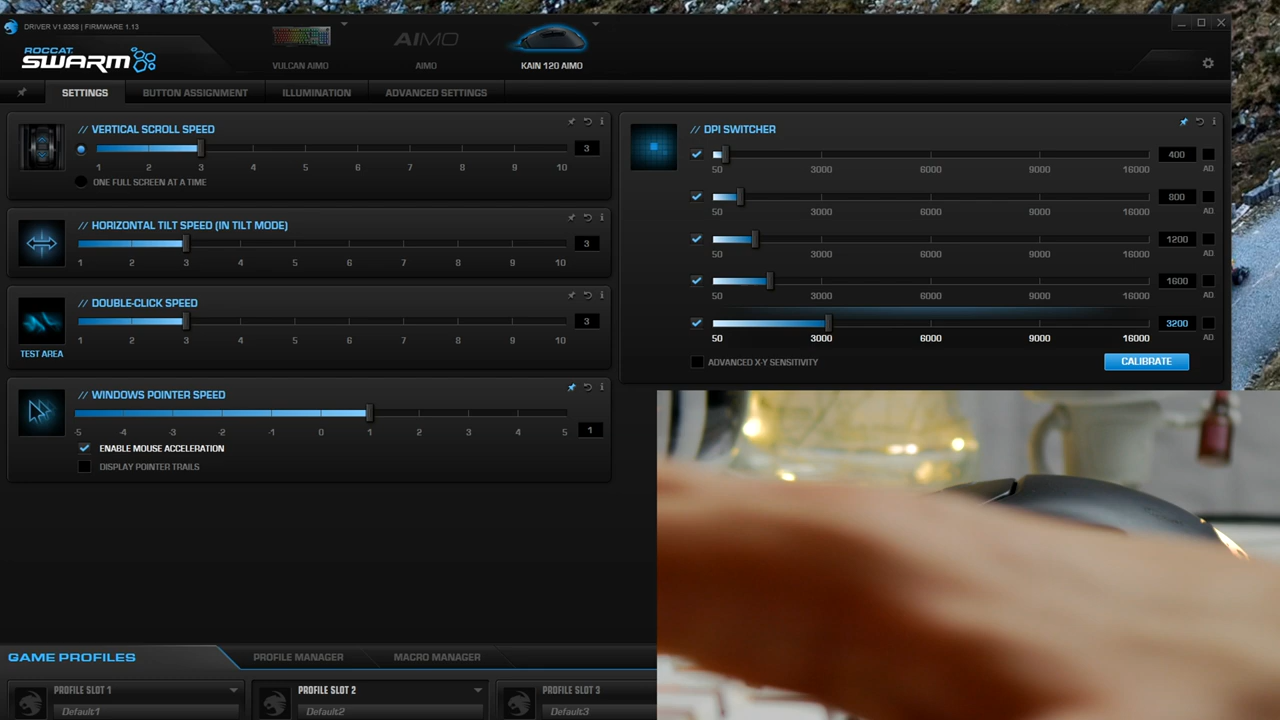 DRIVER V1.9358 | FIRMWARE 1.13
ROCCAT
SWARM
VULCAN AIMO
AIMO
AIMO
KAIN 120 AIMO
SETTINGS
BUTTON ASSIGNMENT
ILLUMINATION
ADVANCED SETTINGS
// VERTICAL SCROLL SPEED
3
1 2 3 4 5 6 7 8 9 10
ONE FULL SCREEN AT A TIME
// HORIZONTAL TILT SPEED (IN TILT MODE)
3
1 2 3 4 5 6 7 8 9 10
// DOUBLE-CLICK SPEED
3
1 2 3 4 5 6 7 8 9 10
TEST AREA
// WINDOWS POINTER SPEED
-5 -4 -3 -2 -1 0 1 2 3 4 5
1
ENABLE MOUSE ACCELERATION
DISPLAY POINTER TRAILS
// DPI SWITCHER
400
50 3000 6000 9000 16000 AD.
800
50 3000 6000 9000 16000 AD.
1200
50 3000 6000 9000 16000 AD.
1600
50 3000 6000 9000 16000 AD.
3200
50 3000 6000 9000 16000 AD.
ADVANCED X-Y SENSITIVITY
CALIBRATE
GAME PROFILES
PROFILE MANAGER
MACRO MANAGER
PROFILE SLOT 1
Default1
PROFILE SLOT 2
Default2
PROFILE SLOT 3
Default3